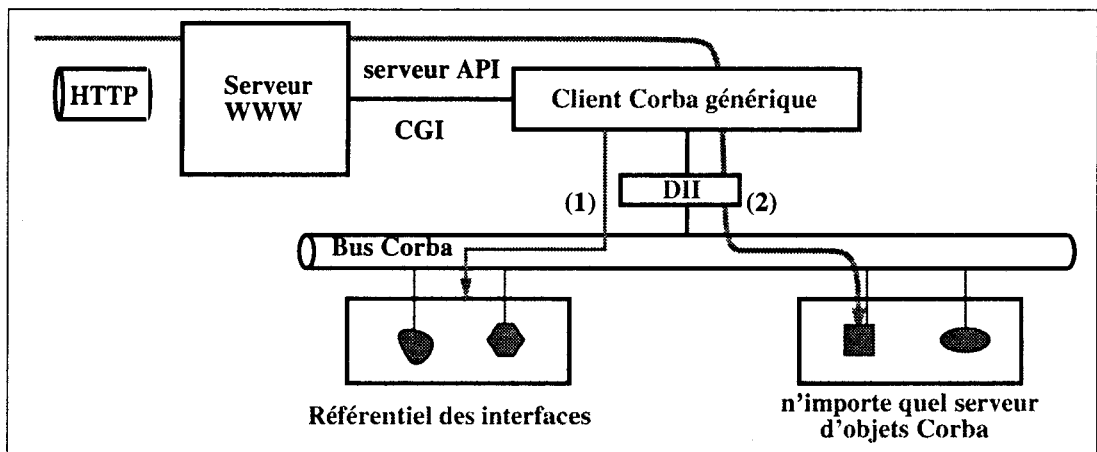 HTTP
Serveur
WWW
serveur API
CGI
Client Corba générique
(1)
DII
(2)
Bus Corba
Référentiel des interfaces
n'importe quel serveur
d'objets Corba